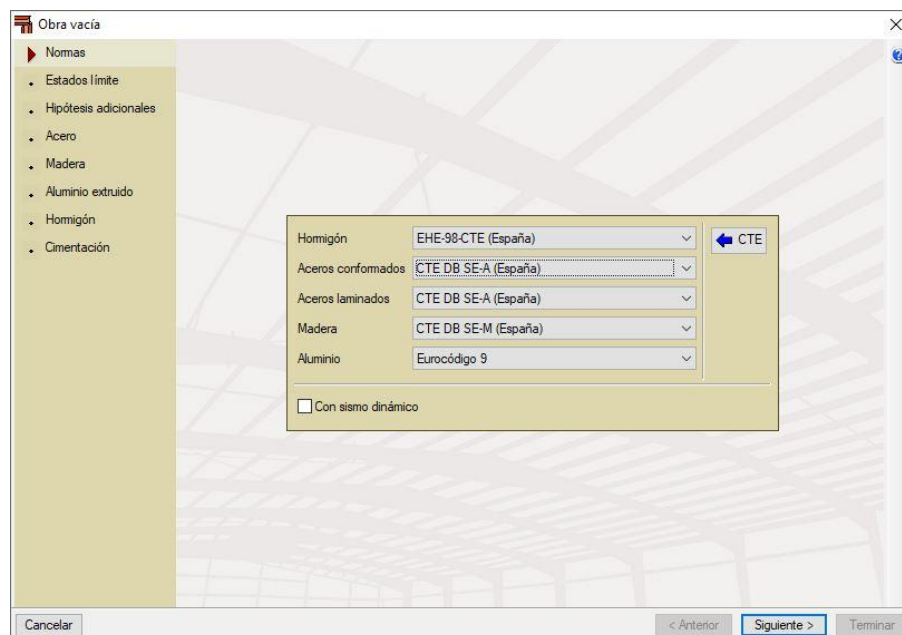 Obra vacía
Normas
Estados límite
Hipótesis adicionales
Acero
Madera
Aluminio extruido
Hormigón
Cimentación
Hormigón EHE-98-CTE (España) CTE
Aceros conformados CTE DB SE-A (España)
Aceros laminados CTE DB SE-A (España)
Madera CTE DB SE-M (España)
Aluminio Eurocódigo 9
Con sismo dinámico
Cancelar < Anterior Siguiente > Terminar